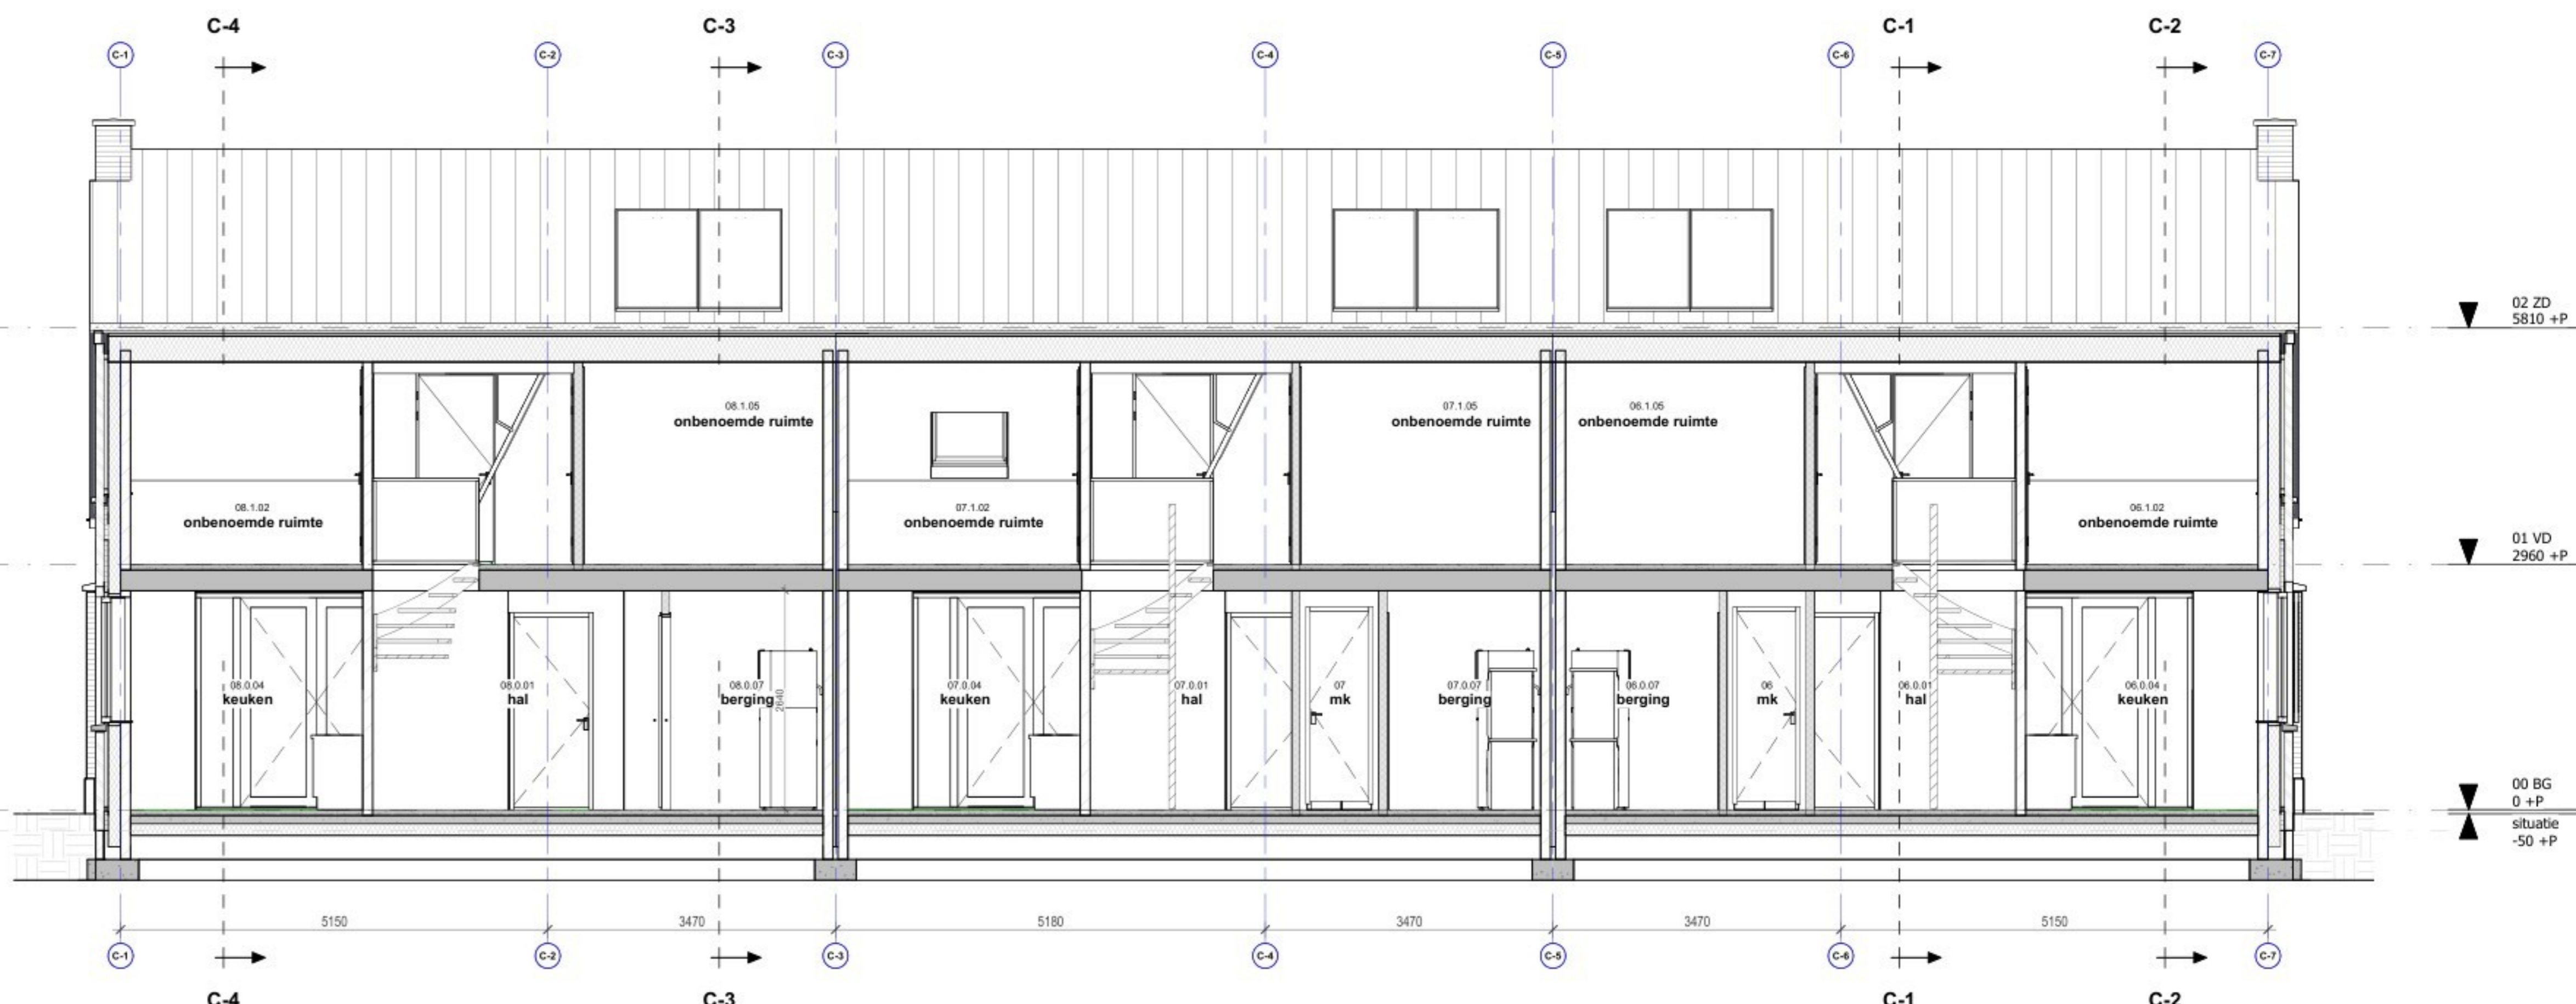 C-4
C-3
C-1
C-2
C-1
C-2
C-3
C-4
C-5
C-6
C-7
02 ZD
5810 +P
08.1.05
onbenoemde ruimte
07.1.05
onbenoemde ruimte
06.1.05
onbenoemde ruimte
08.1.02
onbenoemde ruimte
07.1.02
onbenoemde ruimte
06.1.02
onbenoemde ruimte
01 VD
2960 +P
08.0.04
keuken
08.0.01
hal
08.0.07
berging
2640
07.0.04
keuken
07.0.01
hal
07
mk
07.0.07
berging
06.0.07
berging
06
mk
06.0.01
hal
06.0.04
keuken
00 BG
0 +P
situatie
-50 +P
5150
3470
5180
3470
3470
5150
C-1
C-2
C-3
C-4
C-5
C-6
C-7
C-4
C-3
C-1
C-2